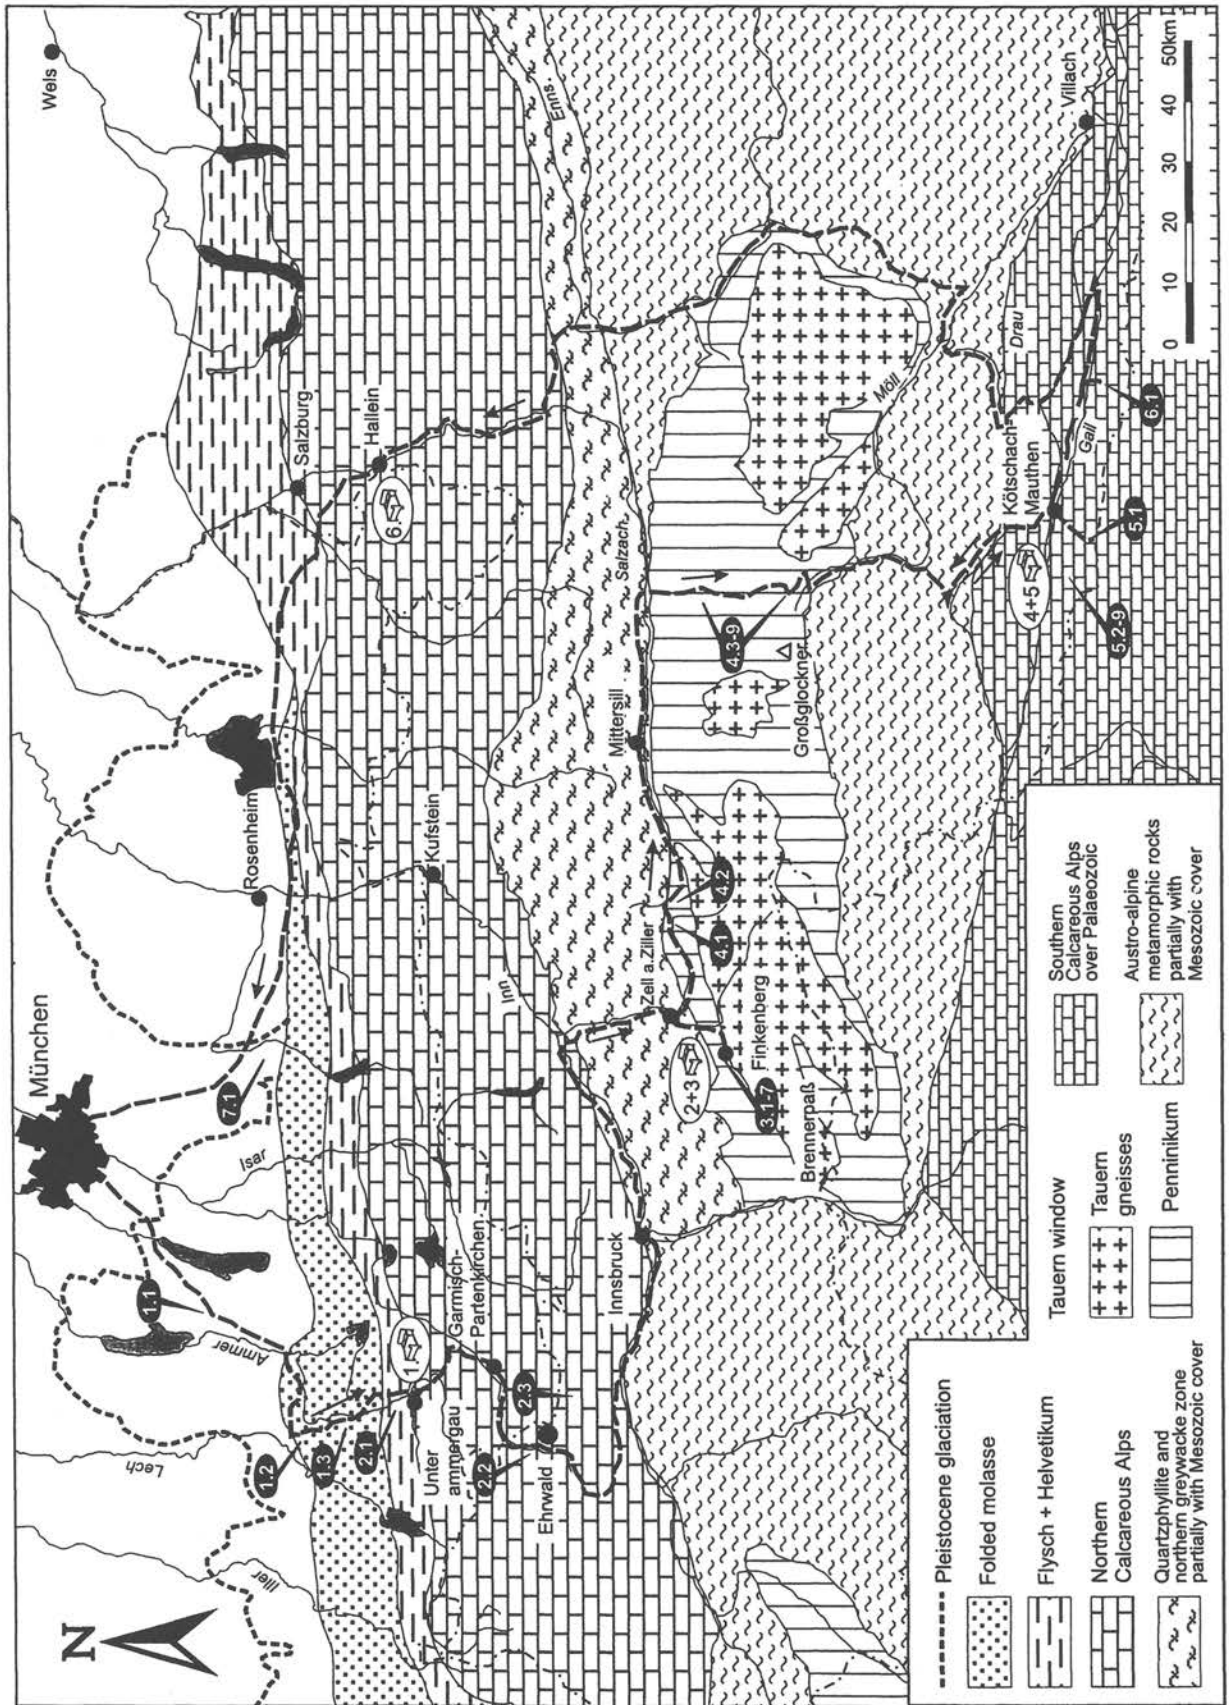 N
München
Wels
Iller
Lech
Ammer
Isar
1.1
1.2
1.3
2.1
7.1
Rosenheim
Salzburg
Hallein
6
1
Unter
ammergau
Garmisch-
Partenkirchen
2.2
2.3
Ehrwald
Kufstein
Inn
Innsbruck
Enns
Salzach
Zell a.Ziller
Mittersill
2+3
3.1-7
Finkenberg
4.1
4.2
Brennerpaß
4.3-9
Großglockner
Möll
Drau
Kötschach-
Mauthen
4+5
Gail
5.1
5.2-9
6.1
Villach
0 10 20 30 40 50km
Pleistocene glaciation
Folded molasse
Flysch + Helvetikum
Northern
Calcareous Alps
Quartzphyllite and
northern greywacke zone
partially with Mesozoic cover
Tauern window
Tauern
gneisses
Penninikum
Southern
Calcareous Alps
over Palaeozoic
Austro-alpine
metamorphic rocks
partially with
Mesozoic cover